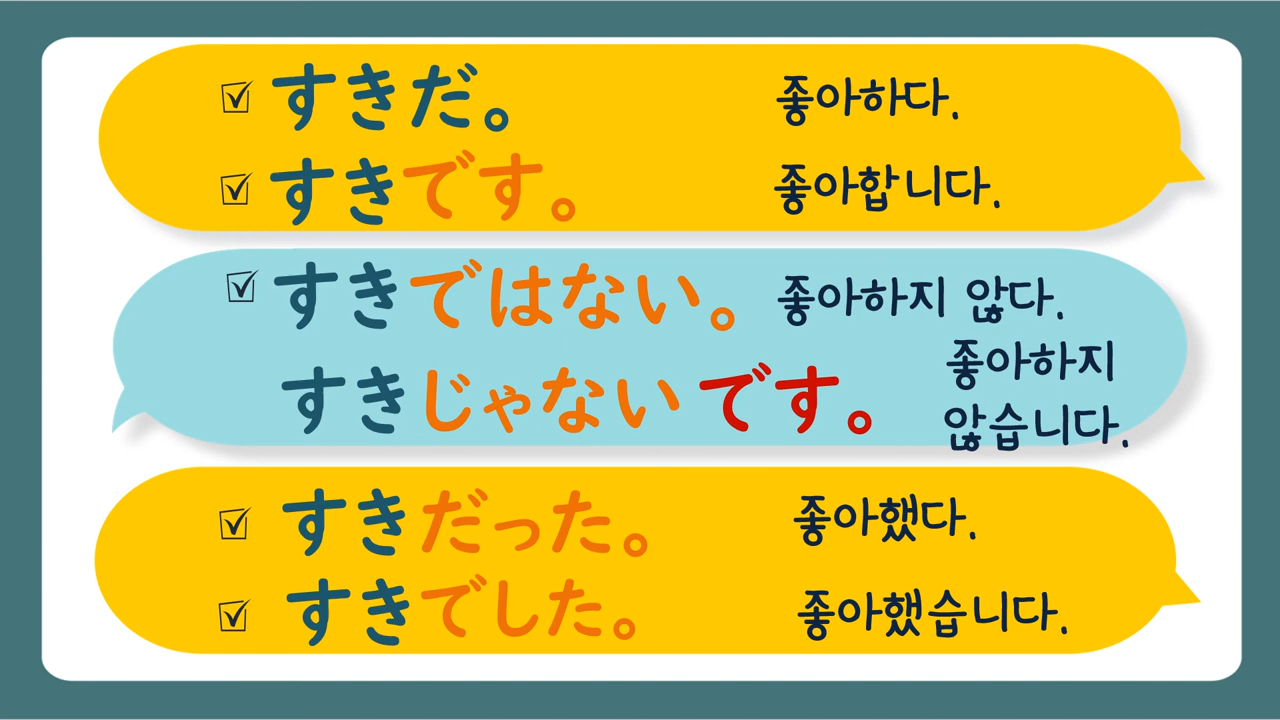 ☑ すきだ。 좋아하다.
☑ すきです。 좋아합니다.
☑ すきではない。 좋아하지 않다.
すきじゃないです。 좋아하지
않습니다.
☑ すきだった。 좋아했다.
☑ すきでした。 좋아했습니다.